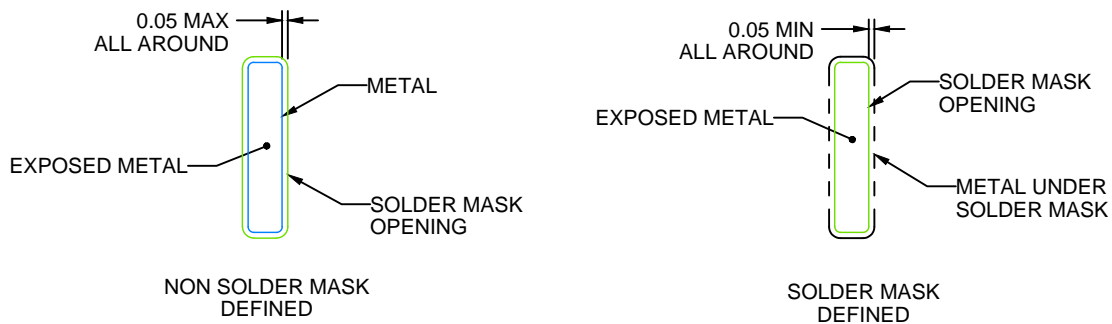 0.05 MAX
ALL AROUND
METAL
EXPOSED METAL
SOLDER MASK
OPENING
NON SOLDER MASK
DEFINED
0.05 MIN
ALL AROUND
SOLDER MASK
OPENING
EXPOSED METAL
METAL UNDER
SOLDER MASK
SOLDER MASK
DEFINED